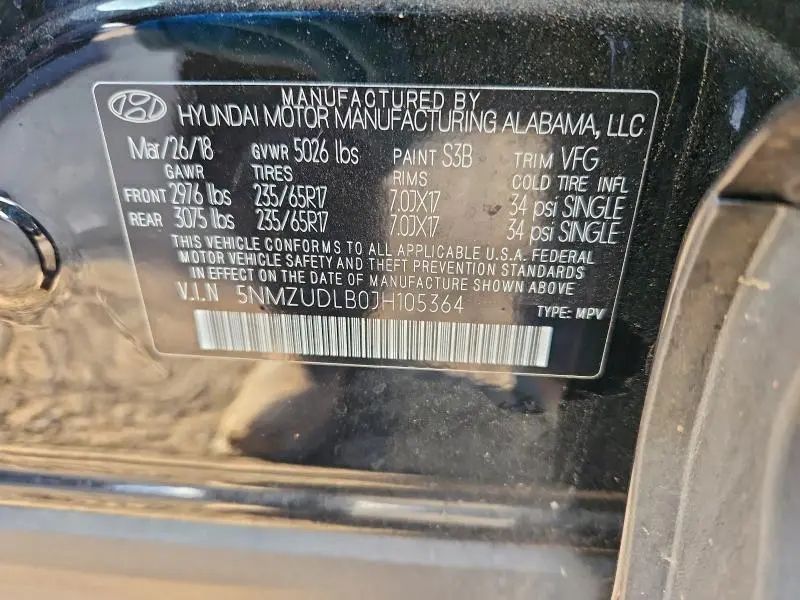 MANUFACTURED BY
HYUNDAI MOTOR MANUFACTURING ALABAMA, LLC
Mar/26/18 GVWR 5026 lbs PAINT S3B TRIM VFG
GAWR TIRES RIMS COLD TIRE INFL
FRONT 2976 lbs 235/65R17 7.0JX17 34 psi SINGLE
REAR 3075 lbs 235/65R17 7.0JX17 34 psi SINGLE
THIS VEHICLE CONFORMS TO ALL APPLICABLE U.S.A. FEDERAL
MOTOR VEHICLE SAFETY AND THEFT PREVENTION STANDARDS
IN EFFECT ON THE DATE OF MANUFACTURE SHOWN ABOVE
V.I.N 5NMZUDLB0JH105364 TYPE: MPV